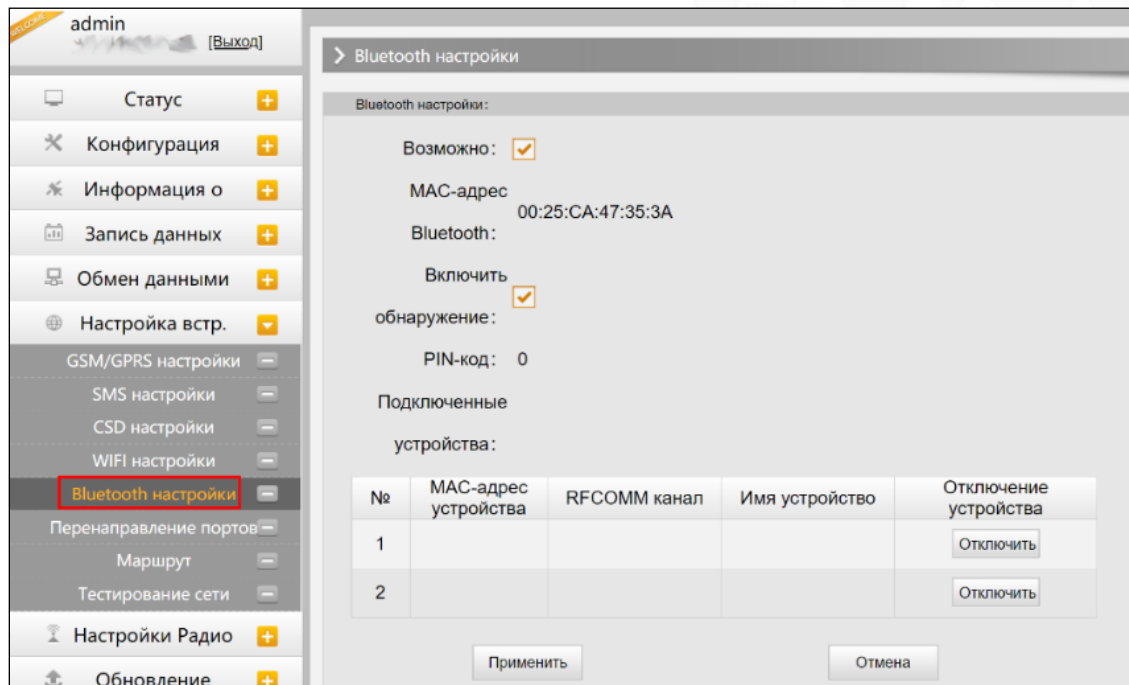 WELCOME
admin
[Выход]
Статус
Конфигурация
Информация о
Запись данных
Обмен данными
Настройка встр.
GSM/GPRS настройки
SMS настройки
CSD настройки
WIFI настройки
Bluetooth настройки
Перенаправление портов
Маршрут
Тестирование сети
Настройки Радио
Обновление
Bluetooth настройки
Bluetooth настройки:
Возможно:
MAC-адрес
Bluetooth:
00:25:CA:47:35:3A
Включить
обнаружение:
PIN-код: 0
Подключенные
устройства:
№ MAC-адрес устройства RFCOMM канал Имя устройство Отключение устройства
1 Отключить
2 Отключить
Применить Отмена